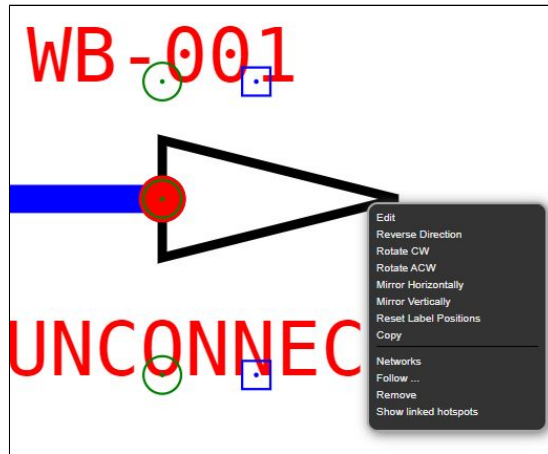 WB-001
Edit
Reverse Direction
Rotate CW
Rotate ACW
Mirror Horizontally
Mirror Vertically
Reset Label Positions
Copy
Networks
Follow ...
Remove
Show linked hotspots
UNCONNEC